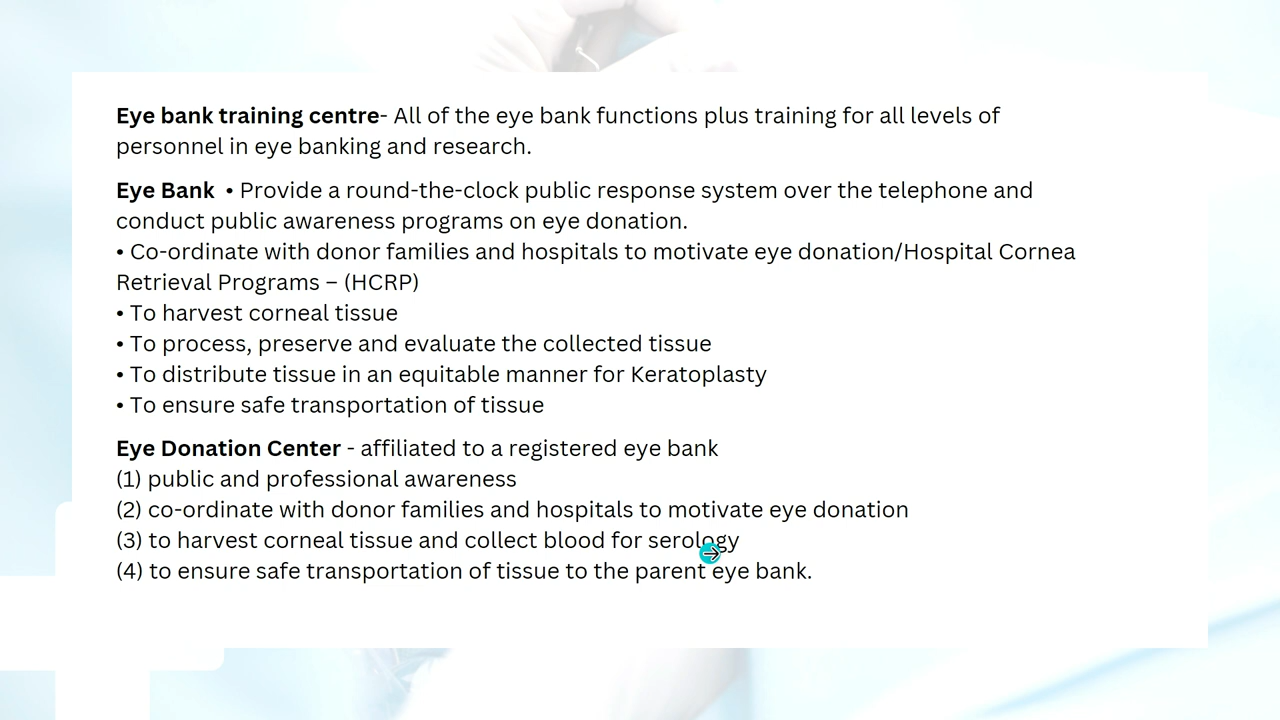 Eye bank training centre- All of the eye bank functions plus training for all levels of
personnel in eye banking and research.
Eye Bank • Provide a round-the-clock public response system over the telephone and
conduct public awareness programs on eye donation.
• Co-ordinate with donor families and hospitals to motivate eye donation/Hospital Cornea
Retrieval Programs – (HCRP)
• To harvest corneal tissue
• To process, preserve and evaluate the collected tissue
• To distribute tissue in an equitable manner for Keratoplasty
• To ensure safe transportation of tissue
Eye Donation Center - affiliated to a registered eye bank
(1) public and professional awareness
(2) co-ordinate with donor families and hospitals to motivate eye donation
(3) to harvest corneal tissue and collect blood for serology
(4) to ensure safe transportation of tissue to the parent eye bank.